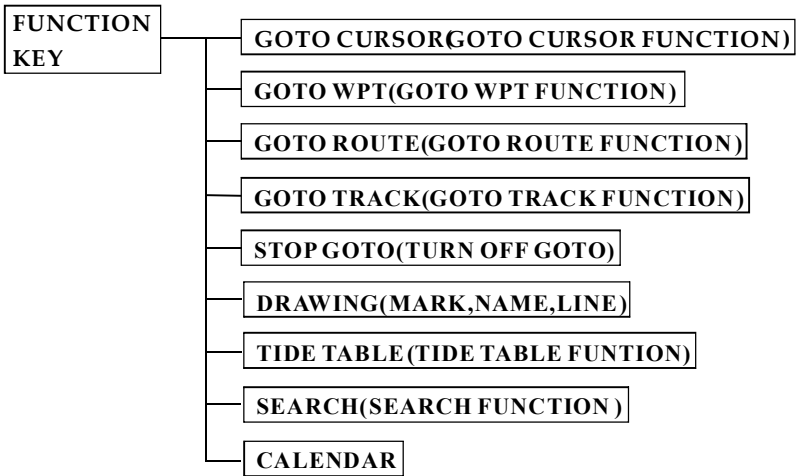 FUNCTION
KEY
GOTO CURSOR(GOTO CURSOR FUNCTION)
GOTO WPT(GOTO WPT FUNCTION)
GOTO ROUTE(GOTO ROUTE FUNCTION)
GOTO TRACK(GOTO TRACK FUNCTION)
STOP GOTO(TURN OFF GOTO)
DRAWING(MARK,NAME,LINE)
TIDE TABLE(TIDE TABLE FUNTION)
SEARCH(SEARCH FUNCTION )
CALENDAR